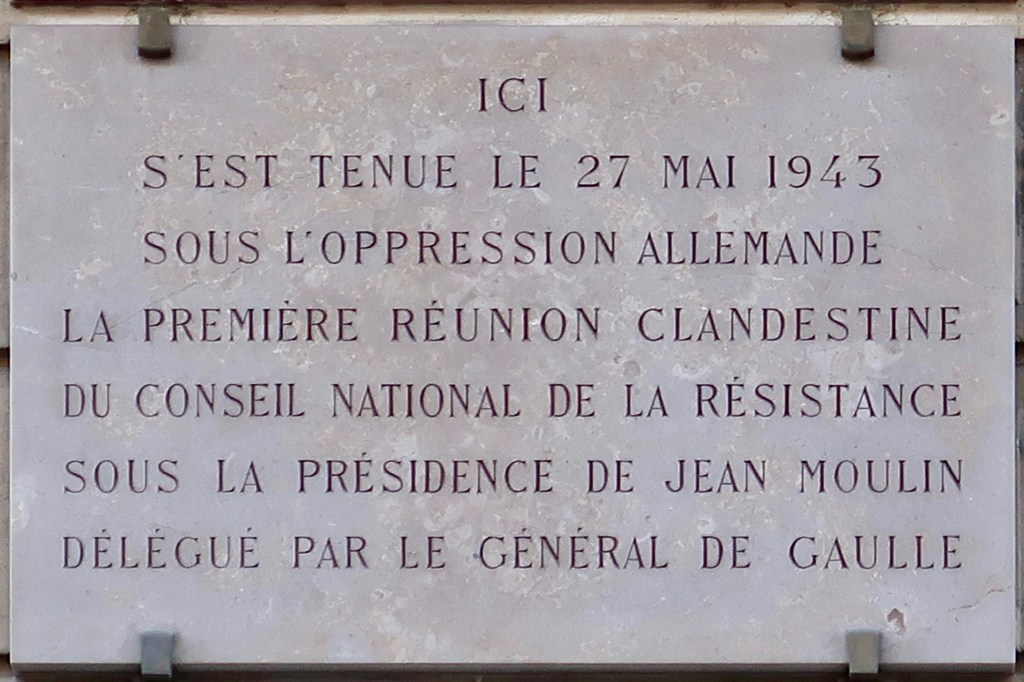 ICI
S'EST TENUE LE 27 MAI 1943
SOUS L'OPPRESSION ALLEMANDE
LA PREMIÈRE RÉUNION CLANDESTINE
DU CONSEIL NATIONAL DE LA RÉSISTANCE
SOUS LA PRÉSIDENCE DE JEAN MOULIN
DÉLÉGUÉ PAR LE GÉNÉRAL DE GAULLE